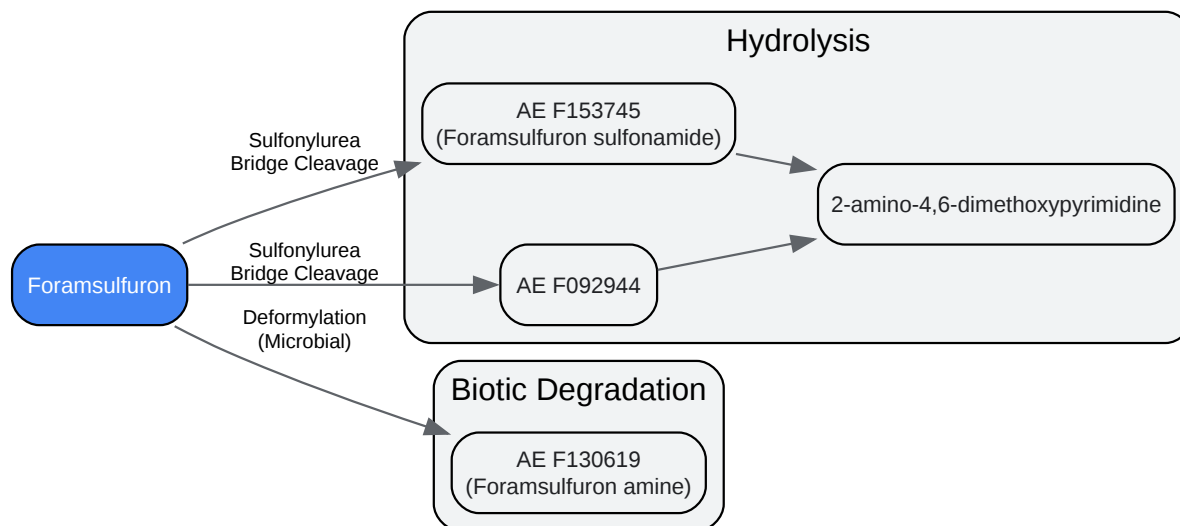 Hydrolysis
AE F153745
(Foramsulfuron sulfonamide)
Sulfonylurea
Bridge Cleavage
2-amino-4,6-dimethoxypyrimidine
Foramsulfuron
Sulfonylurea
Bridge Cleavage
AE F092944
Deformylation
(Microbial)
Biotic Degradation
AE F130619
(Foramsulfuron amine)